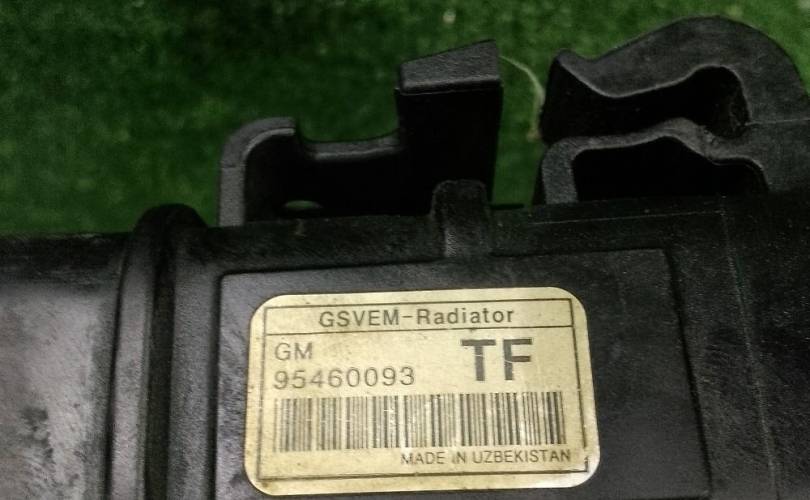 GSVEM-Radiator
GM
TF
95460093
MADE IN UZBEKISTAN